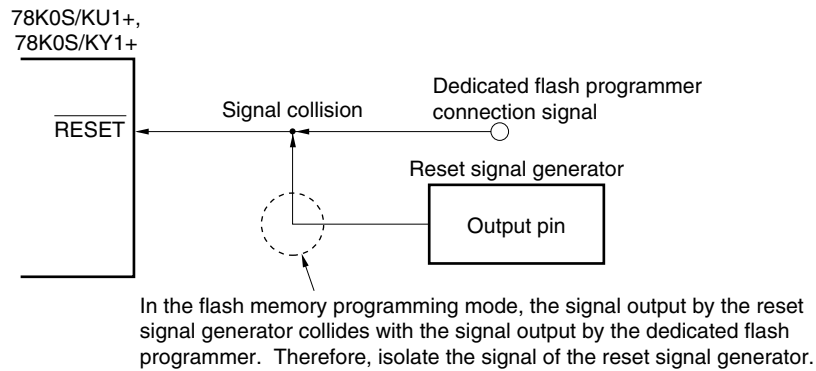 78K0S/KU1+,
78K0S/KY1+
Dedicated flash programmer
connection signal
Signal collision
RESET
Reset signal generator
Output pin
In the flash memory programming mode, the signal output by the reset
signal generator collides with the signal output by the dedicated flash
programmer.  Therefore, isolate the signal of the reset signal generator.